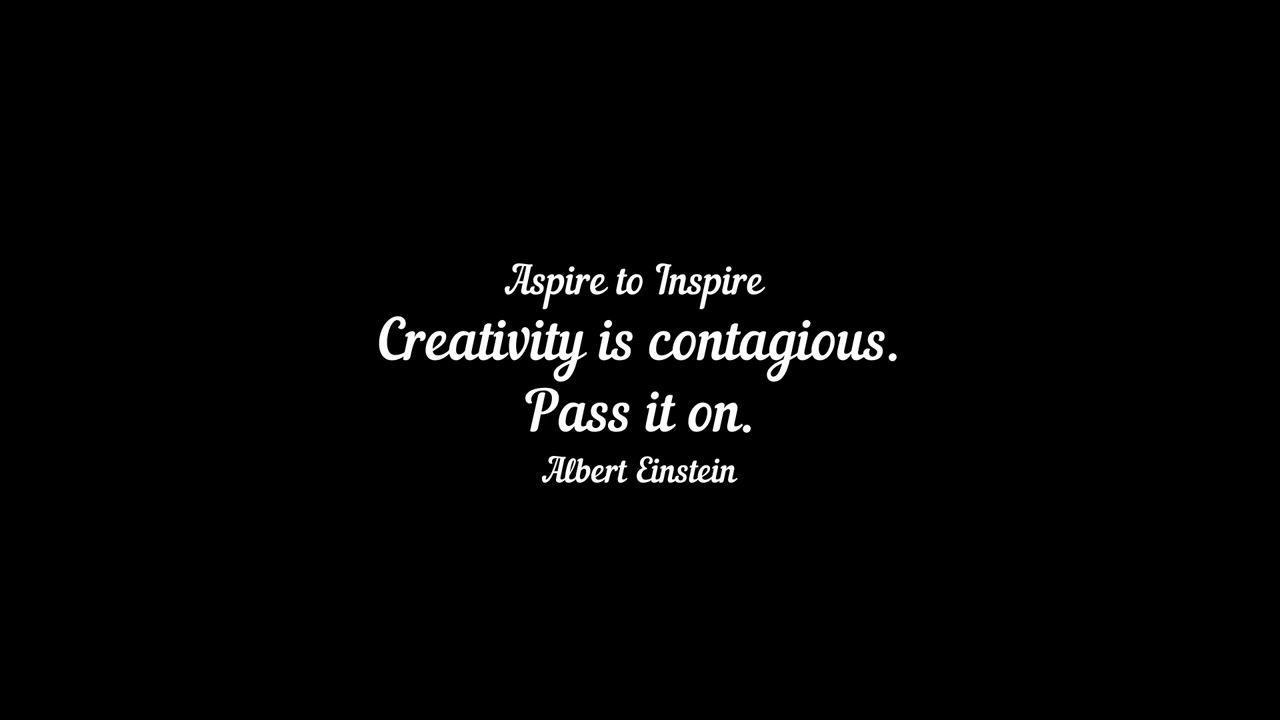 Aspire to Inspire
Creativity is contagious.
Pass it on.
Albert Einstein